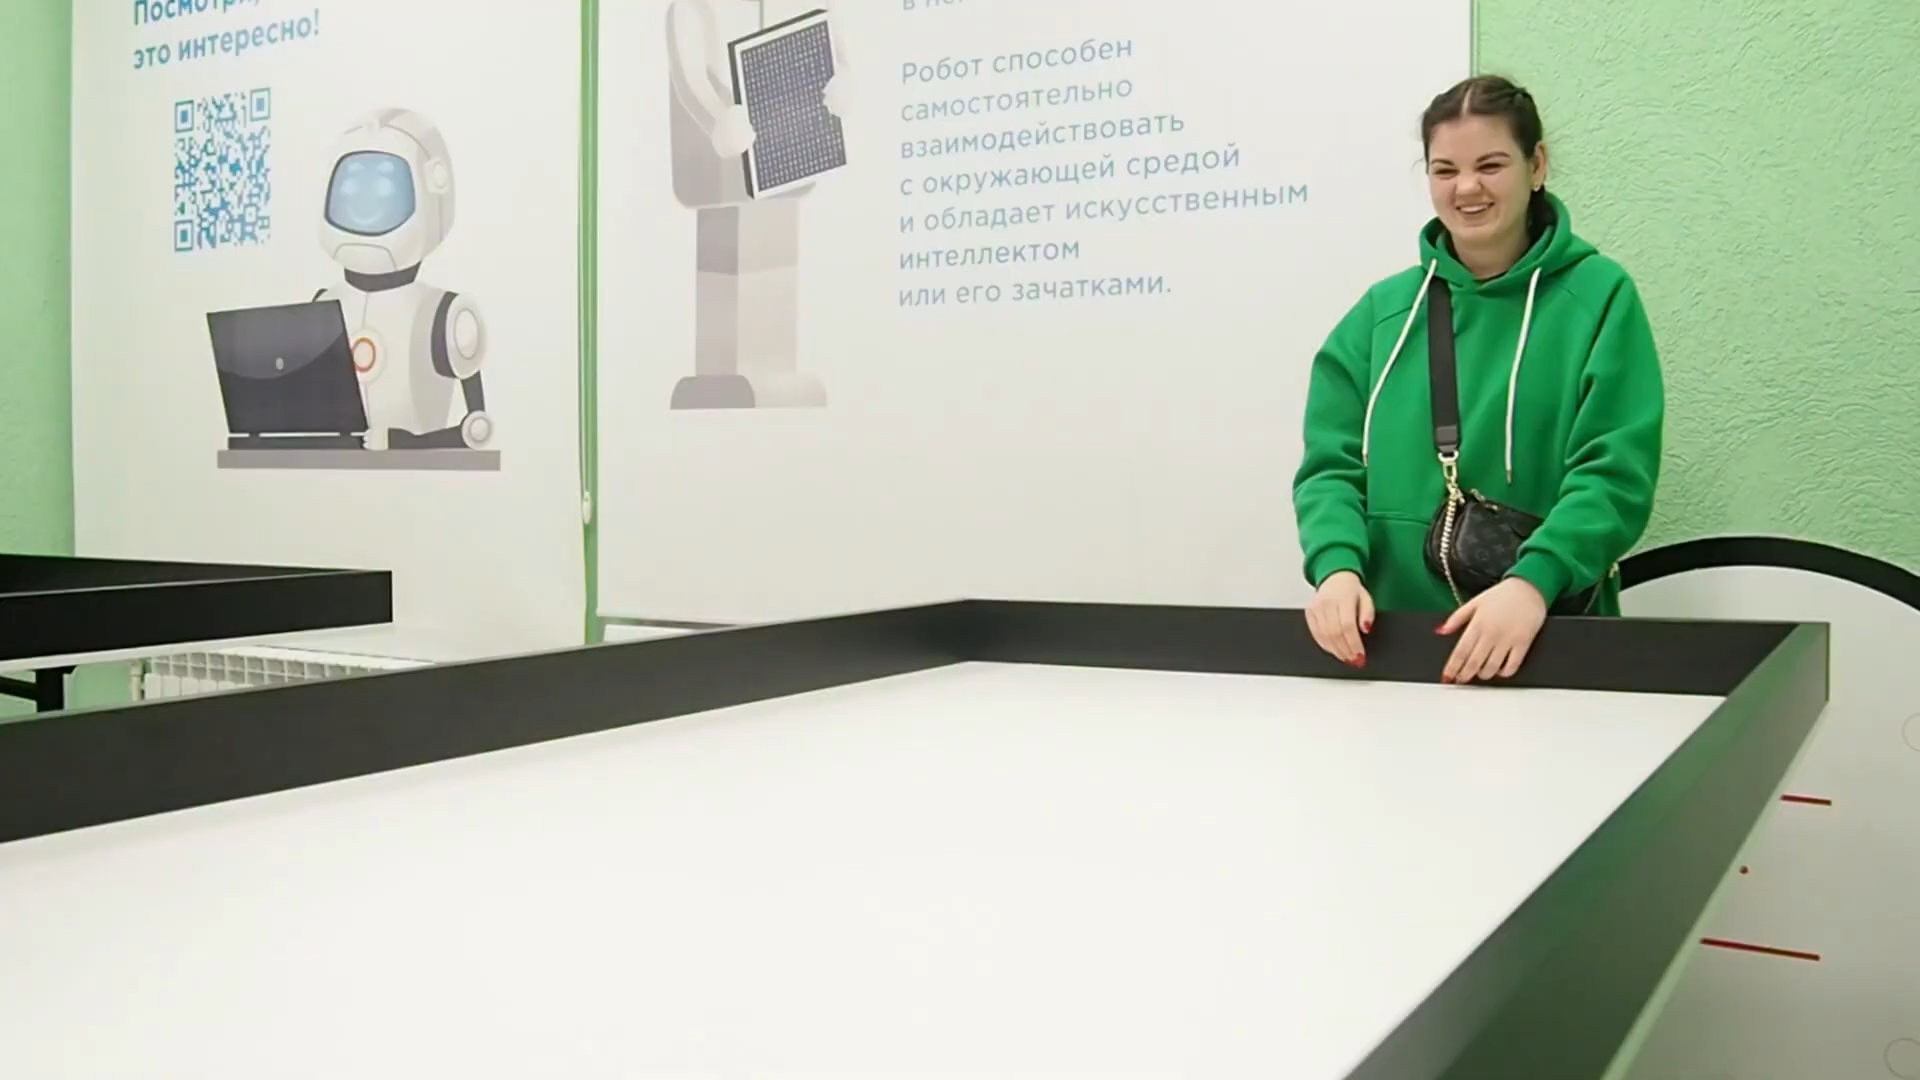 это интересно!
Робот способен
самостоятельно
взаимодействовать
с окружающей средой
и обладает искусственным
интеллектом
или его зачатками.